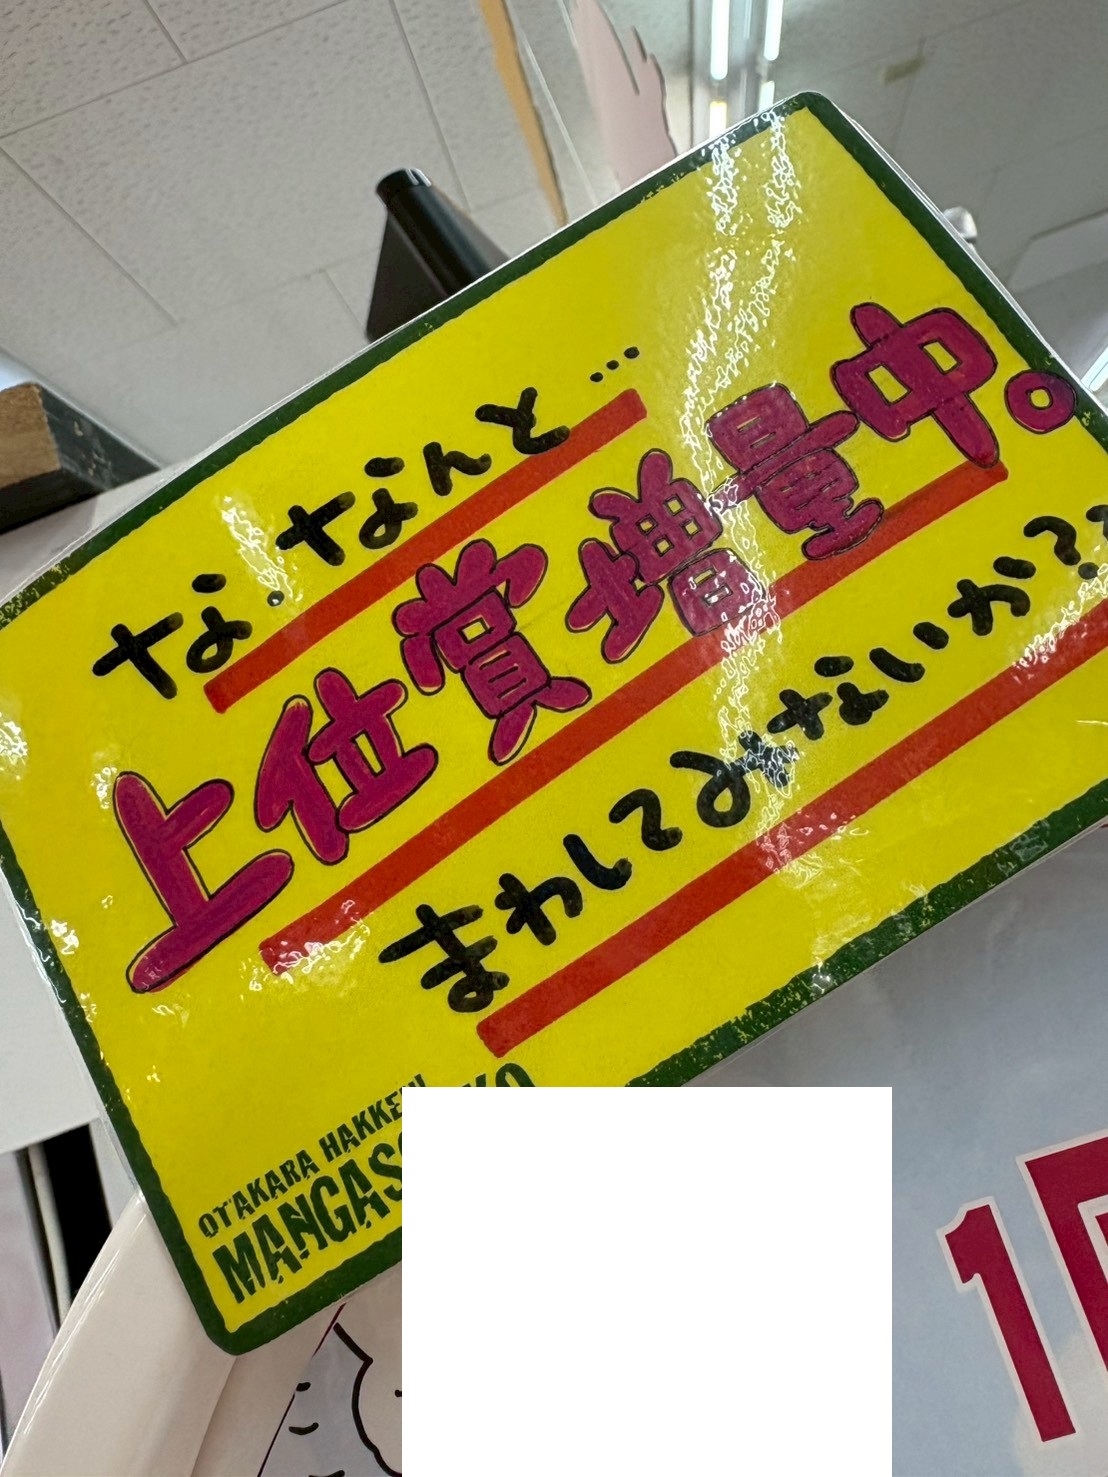 な、なんと…
上位賞増量中。
まわしてみないか?
OTAKARA HAKKEN
MANGAS
1